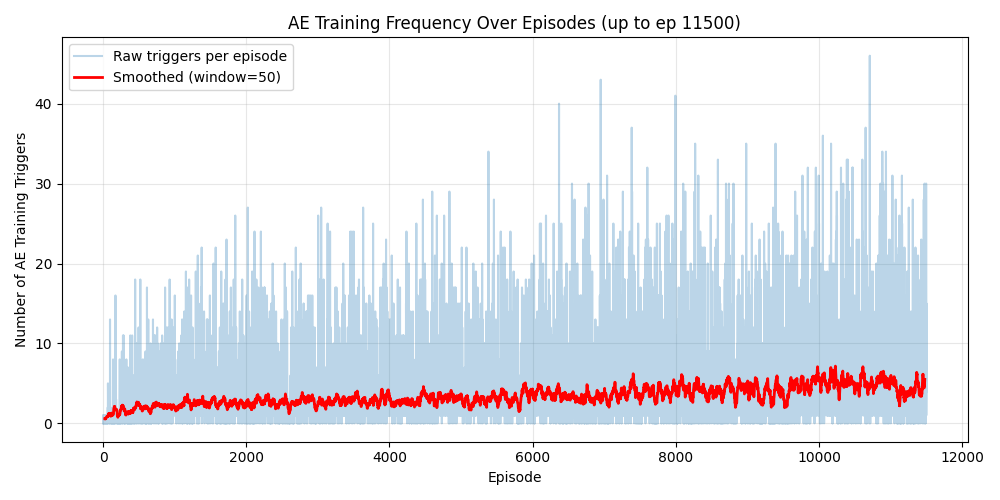 AE Training Frequency Over Episodes (up to ep 11500)
Raw triggers per episode
Smoothed (window=50)
Number of AE Training Triggers
40
30
20
10
0
0 2000 4000 6000 8000 10000 12000
Episode